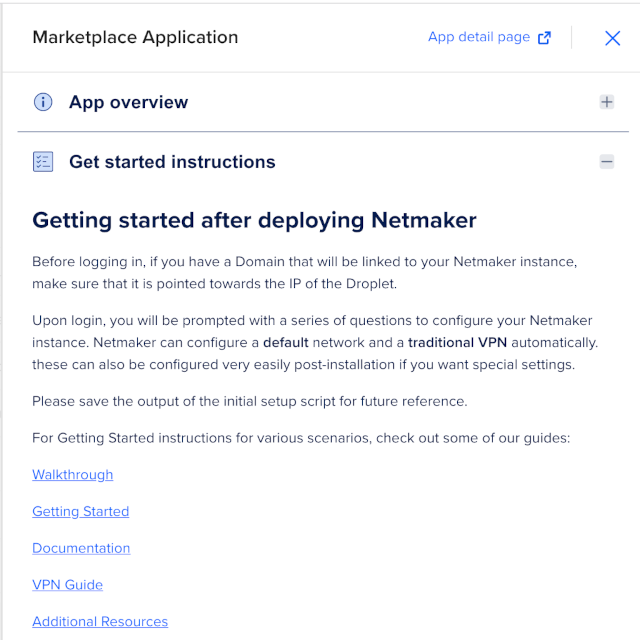 Marketplace Application
App detail page
App overview
Get started instructions
Getting started after deploying Netmaker
Before logging in, if you have a Domain that will be linked to your Netmaker instance,
make sure that it is pointed towards the IP of the Droplet.
Upon login, you will be prompted with a series of questions to configure your Netmaker
instance. Netmaker can configure a default network and a traditional VPN automatically.
these can also be configured very easily post-installation if you want special settings.
Please save the output of the initial setup script for future reference.
For Getting Started instructions for various scenarios, check out some of our guides:
Walkthrough
Getting Started
Documentation
VPN Guide
Additional Resources